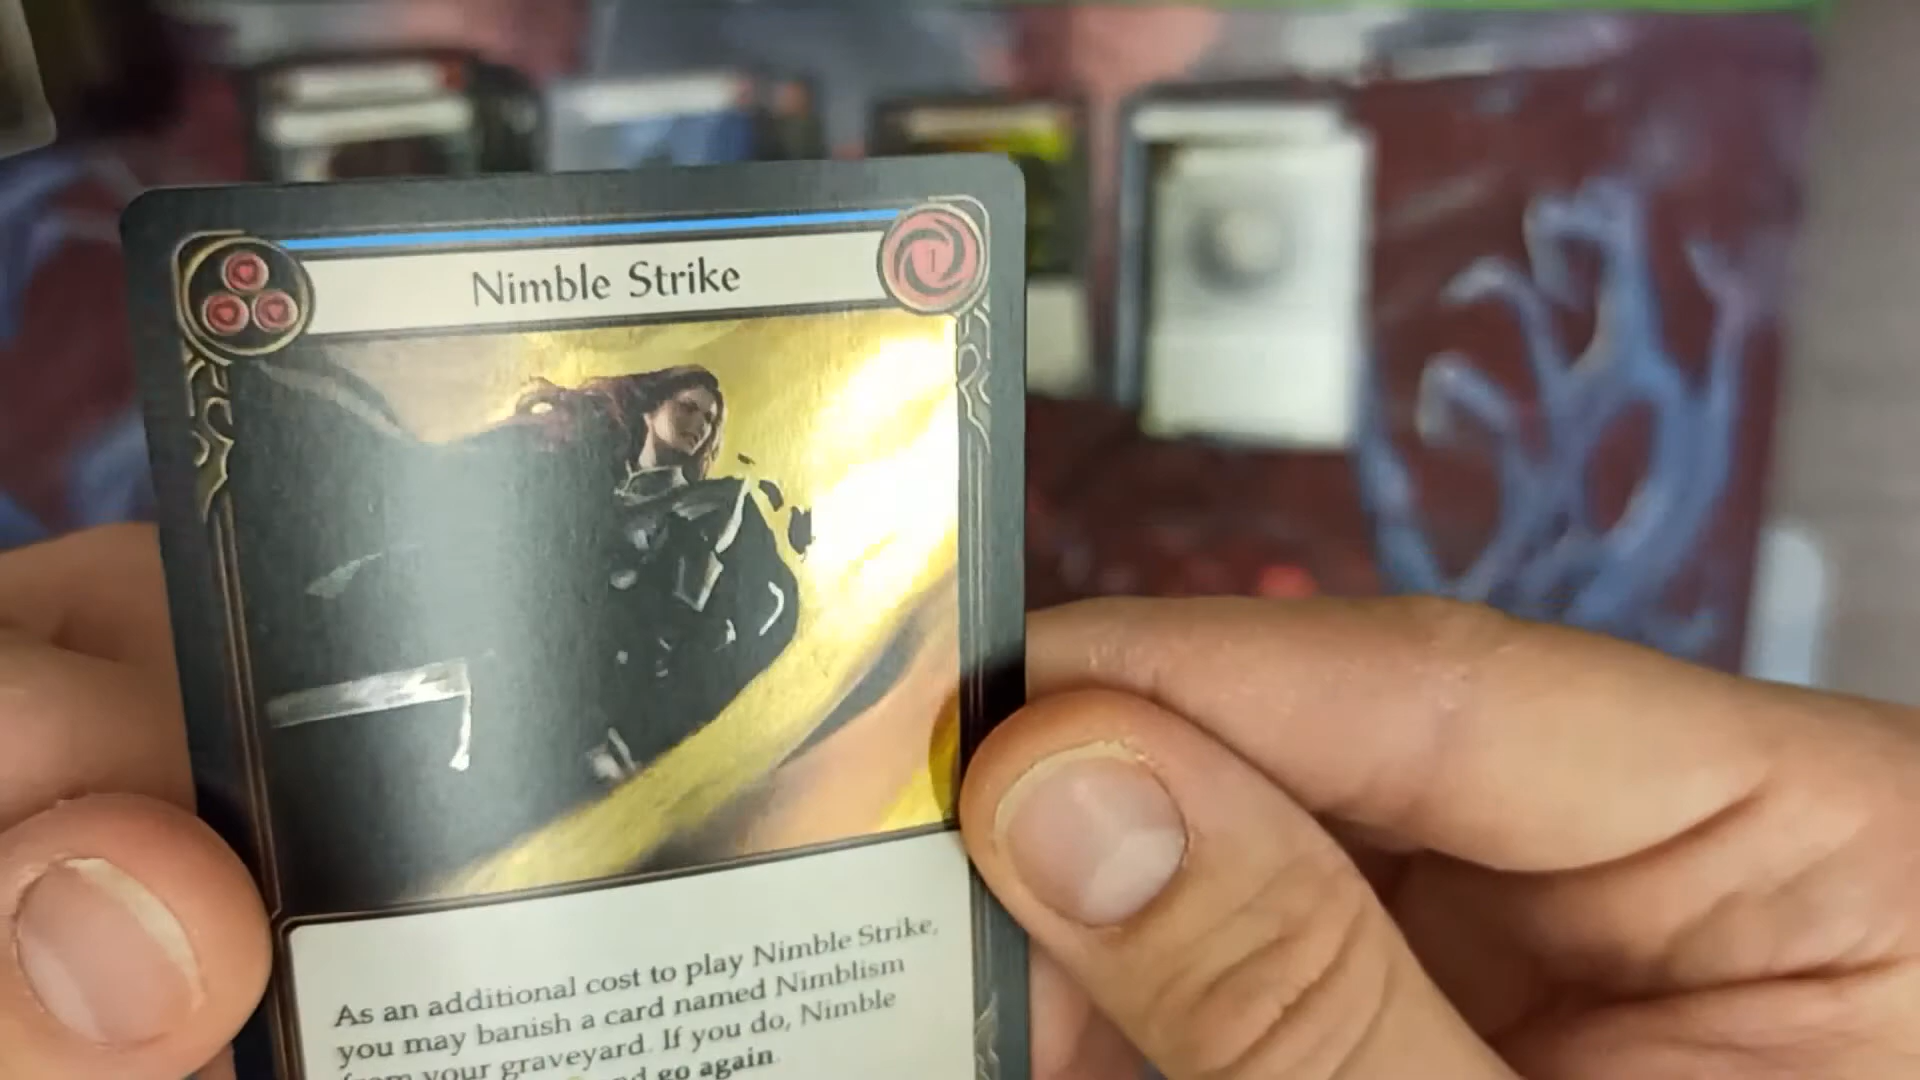 Nimble Strike
1
As an additional cost to play Nimble Strike,
you may banish a card named Nimblism
from your graveyard. If you do, Nimble
and go again.